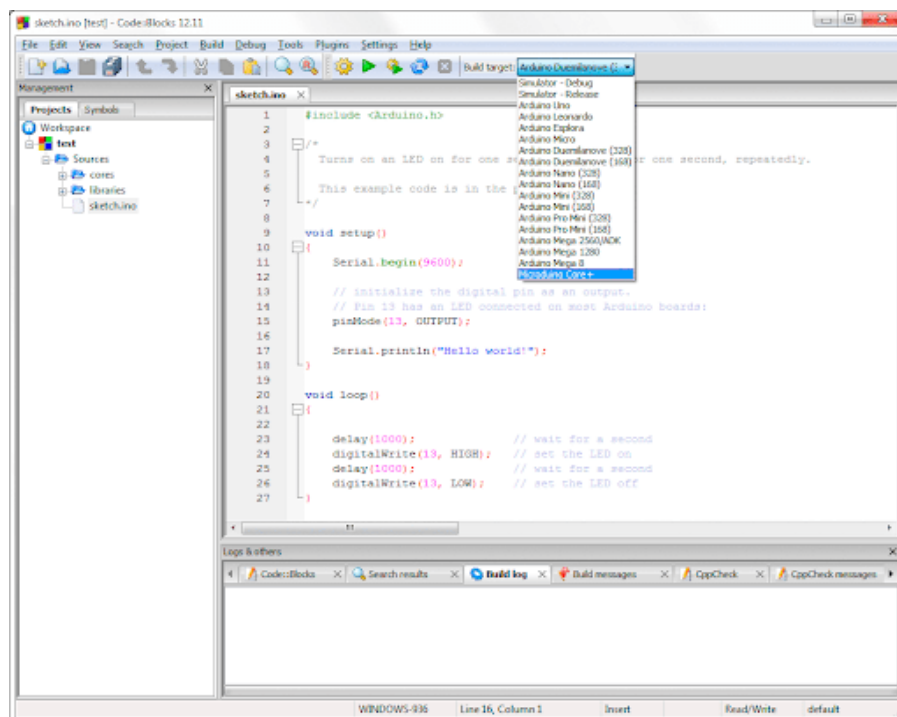 sketch.ino [test] - Code::Blocks 12.11
File Edit View Search Project Build Debug Tools Plugins Settings Help
Build target: Arduino Duemilanove (
Management
Projects Symbols
Workspace
test
Sources
cores
libraries
sketch.ino
sketch.ino
1 #include <Arduino.h>
2
3 /*
4 Turns on an LED on for one se r one second, repeatedly.
5
6 This example code is in the
7 */
8
9 void setup()
10 {
11 Serial.begin(9600);
12
13 // initialize the digital pin as an output.
14 // Pin 13 has an LED connected on most Arduino boards:
15 pinMode(13, OUTPUT);
16
17 Serial.println("Hello world!");
18 }
19
20 void loop()
21 {
22
23 delay(1000); // wait for a second
24 digitalWrite(13, HIGH); // set the LED on
25 delay(1000); // wait for a second
26 digitalWrite(13, LOW); // set the LED off
27 }
Simulator - Debug
Simulator - Release
Arduino Uno
Arduino Leonardo
Arduino Esplora
Arduino Micro
Arduino Duemilanove (328)
Arduino Duemilanove (168)
Arduino Nano (328)
Arduino Nano (168)
Arduino Mini (328)
Arduino Mini (168)
Arduino Pro Mini (328)
Arduino Pro Mini (168)
Arduino Mega 2560/ADK
Arduino Mega 1280
Arduino Mega 8
Microduino Core+
Logs & others
Code::Blocks Search results Build log Build messages CppCheck CppCheck messages
WINDOWS-936 Line 16, Column 1 Insert Read/Write default